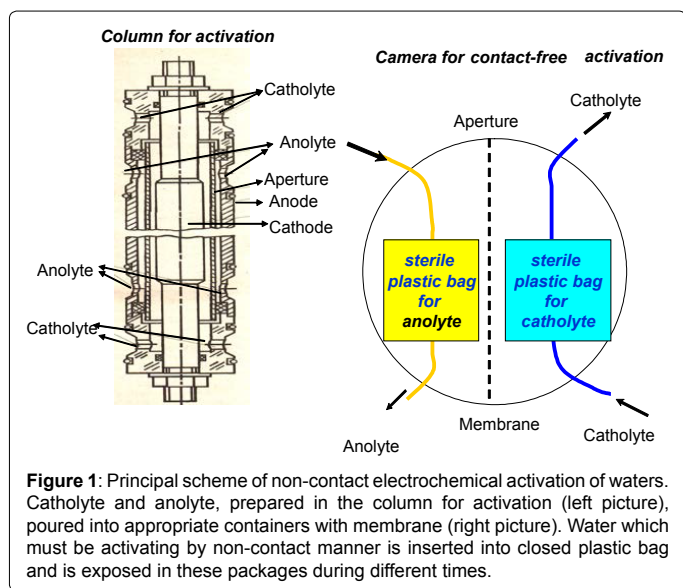 Column for activation
Catholyte
Anolyte
Aperture
Anode
Cathode
Anolyte
Catholyte
Camera for contact-free activation
Catholyte
Aperture
sterile
plastic bag
for
anolyte
sterile
plastic bag
for
catholyte
Membrane
Anolyte
Catholyte
Figure 1: Principal scheme of non-contact electrochemical activation of waters.
Catholyte and anolyte, prepared in the column for activation (left picture),
poured into appropriate containers with membrane (right picture). Water which
must be activating by non-contact manner is inserted into closed plastic bag
and is exposed in these packages during different times.